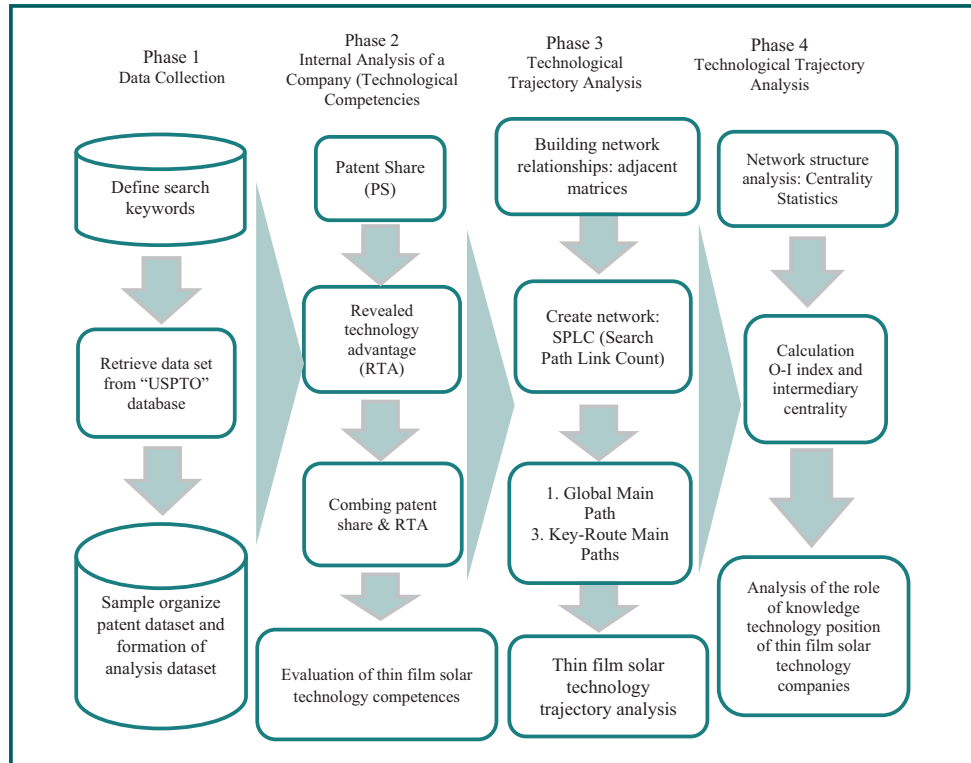 Phase 1
Data Collection
Define search
keywords
Retrieve data set
from “USPTO”
database
Sample organize
patent dataset and
formation of
analysis dataset
Phase 2
Internal Analysis of a
Company (Technological
Competencies
Patent Share
(PS)
Revealed
technology
advantage
(RTA)
Combing patent
share & RTA
Evaluation of thin film solar
technology competences
Phase 3
Technological
Trajectory Analysis
Building network
relationships: adjacent
matrices
Create network:
SPLC (Search
Path Link Count)
1. Global Main
Path
3. Key-Route Main
Paths
Thin film solar
technology
trajectory analysis
Phase 4
Technological Trajectory
Analysis
Network structure
analysis: Centrality
Statistics
Calculation
O-I index and
intermediary
centrality
Analysis of the role
of knowledge
technology position
of thin film solar
technology
companies